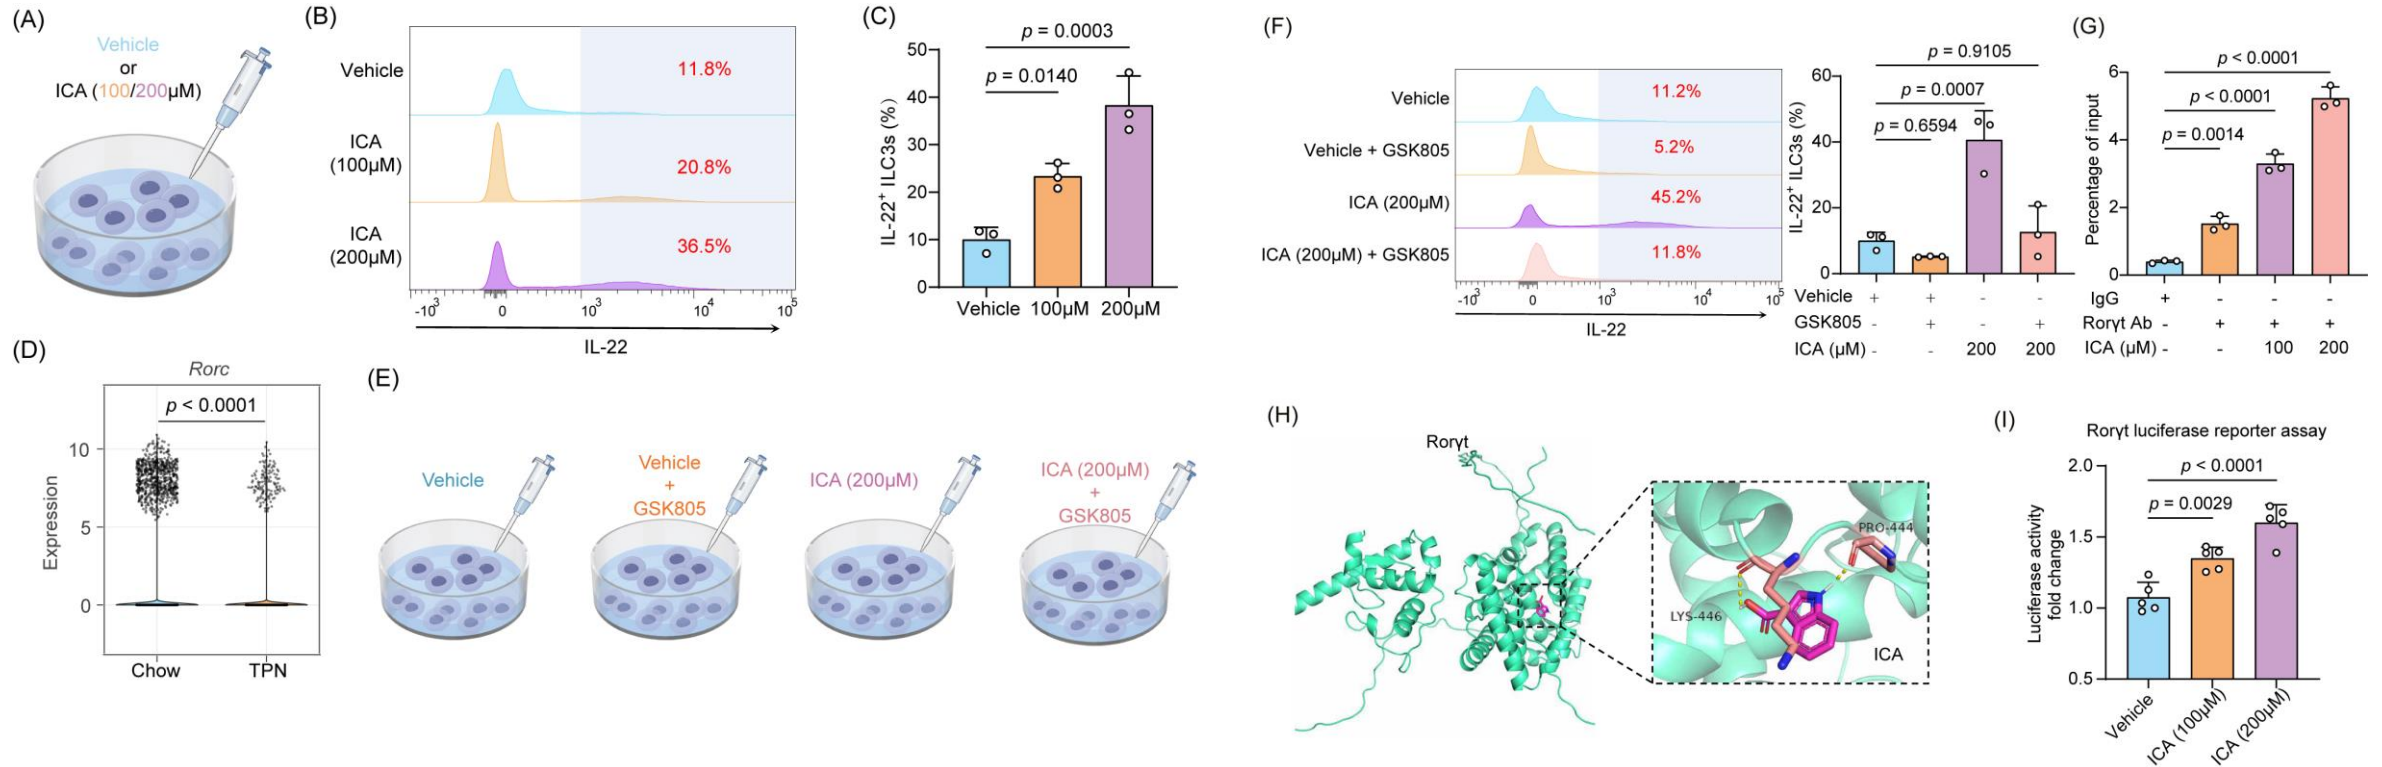 (A)
Vehicle
or
ICA (100/200μM)
(B)
Vehicle
11.8%
ICA
(100μM)
20.8%
ICA
(200μM)
36.5%
-10³ 0 10³ 10⁴ 10⁵
IL-22
(C)
p = 0.0003
p = 0.0140
IL-22⁺ ILC3s (%)
50
40
30
20
10
0
Vehicle 100μM 200μM
(D)
Rorc
p < 0.0001
Expression
10
5
0
Chow TPN
(E)
Vehicle
Vehicle
+
GSK805
ICA (200μM)
ICA (200μM)
+
GSK805
(F)
Vehicle
11.2%
Vehicle + GSK805
5.2%
ICA (200μM)
45.2%
ICA (200μM) + GSK805
11.8%
-10³ 0 10³ 10⁴ 10⁵
IL-22
p = 0.9105
p = 0.0007
p = 0.6594
IL-22⁺ ILC3s (%)
60
40
20
0
Vehicle + + - -
GSK805 - + - +
ICA (μM) - - 200 200
(G)
p < 0.0001
p < 0.0001
p = 0.0014
Percentage of input
6
4
2
0
IgG + - - -
Rorγt Ab - + + +
ICA (μM) - - 100 200
(H)
Rorγt
PRO-444
LYS-446
ICA
(I)
Rorγt luciferase reporter assay
p < 0.0001
p = 0.0029
Luciferase activity
fold change
2.0
1.5
1.0
0.5
Vehicle
ICA (100μM)
ICA (200μM)